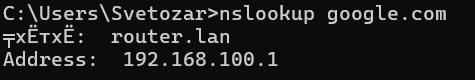 C:\Users\Svetozar>nslookup google.com
╤хЁтхЁ:  router.lan
Address:  192.168.100.1